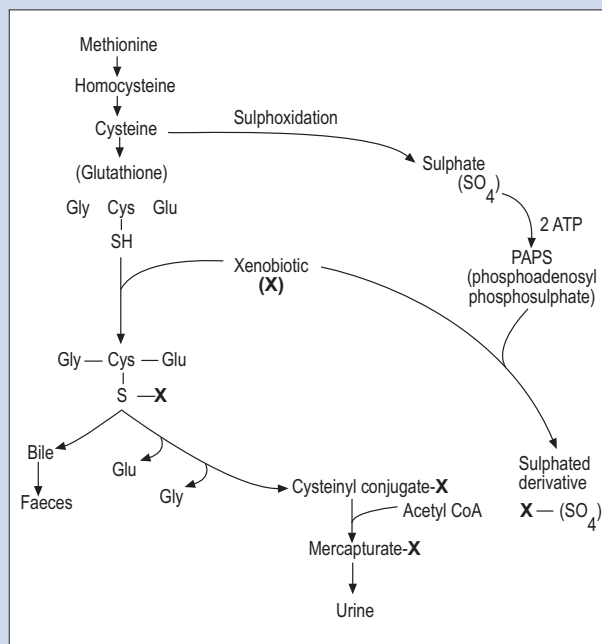 Methionine
Homocysteine
Cysteine
Sulphoxidation
(Glutathione)
Sulphate
(SO4)
Gly Cys Glu
SH
2 ATP
PAPS
(phosphoadenosyl
phosphosulphate)
Xenobiotic
(X)
Gly — Cys — Glu
S — X
Bile
Faeces
Glu
Gly
Cysteinyl conjugate-X
Acetyl CoA
Mercapturate-X
Urine
Sulphated
derivative
X — (SO4)